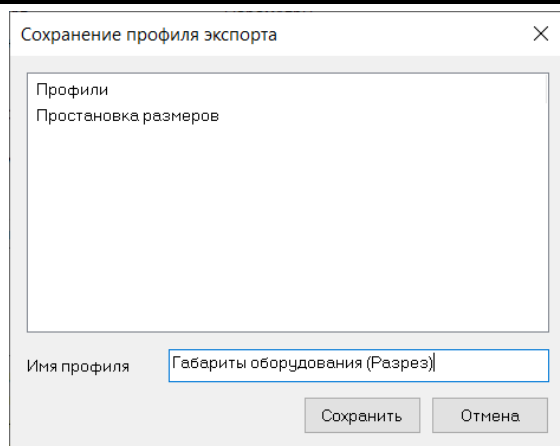 Сохранение профиля экспорта
Профили
Простановка размеров
Имя профиля
Габариты оборудования (Разрез)
Сохранить
Отмена